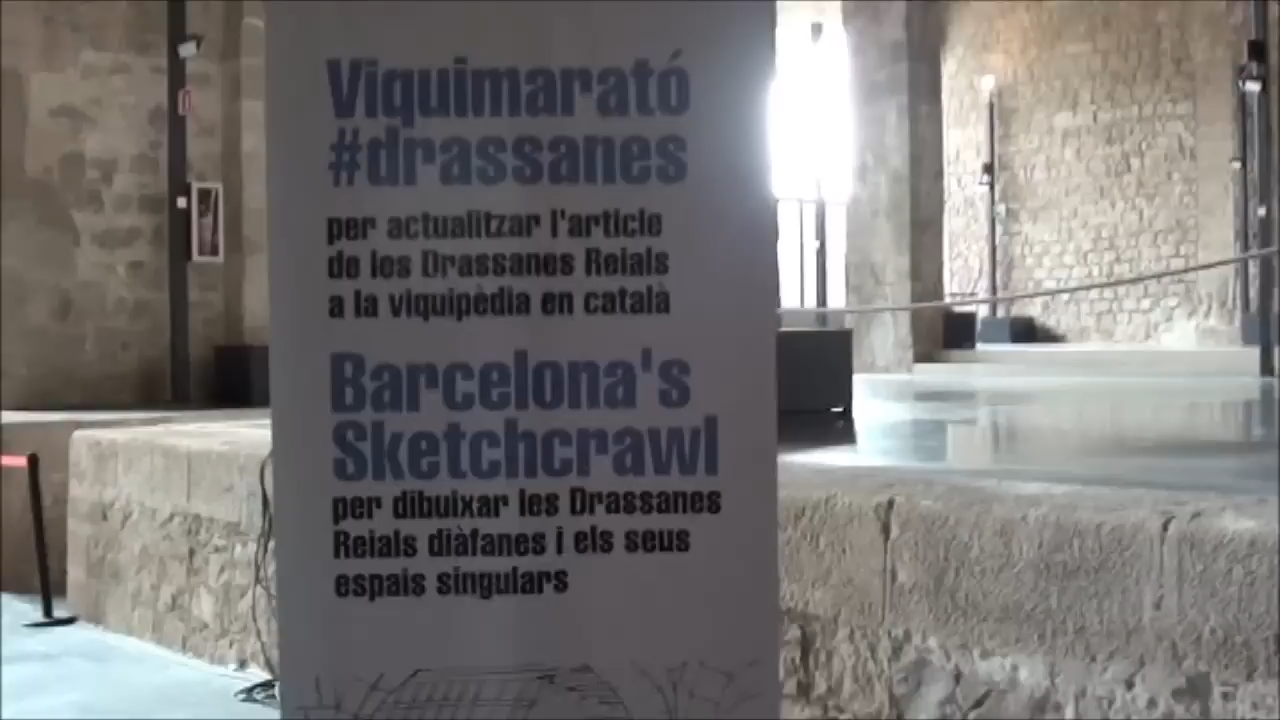 Viquimarató
#drassanes
per actualitzar l'article
de les Drassanes Reials
a la viquipèdia en català
Barcelona's
Sketchcrawl
per dibuixar les Drassanes
Reials diàfanes i els seus
espais singulars